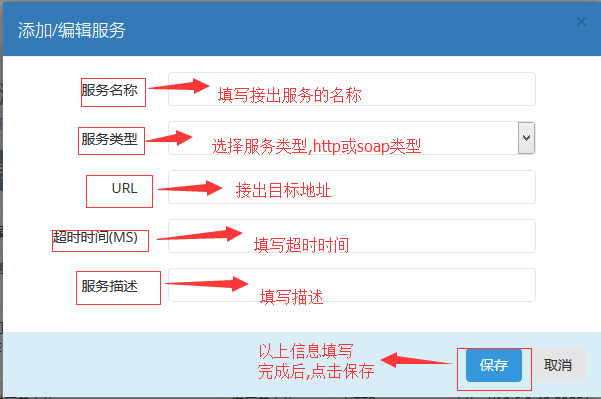 添加/编辑服务
×
服务名称
填写接出服务的名称
服务类型
选择服务类型,http或soap类型
URL
接出目标地址
超时时间(MS)
填写超时时间
服务描述
填写描述
以上信息填写
完成后,点击保存
保存
取消